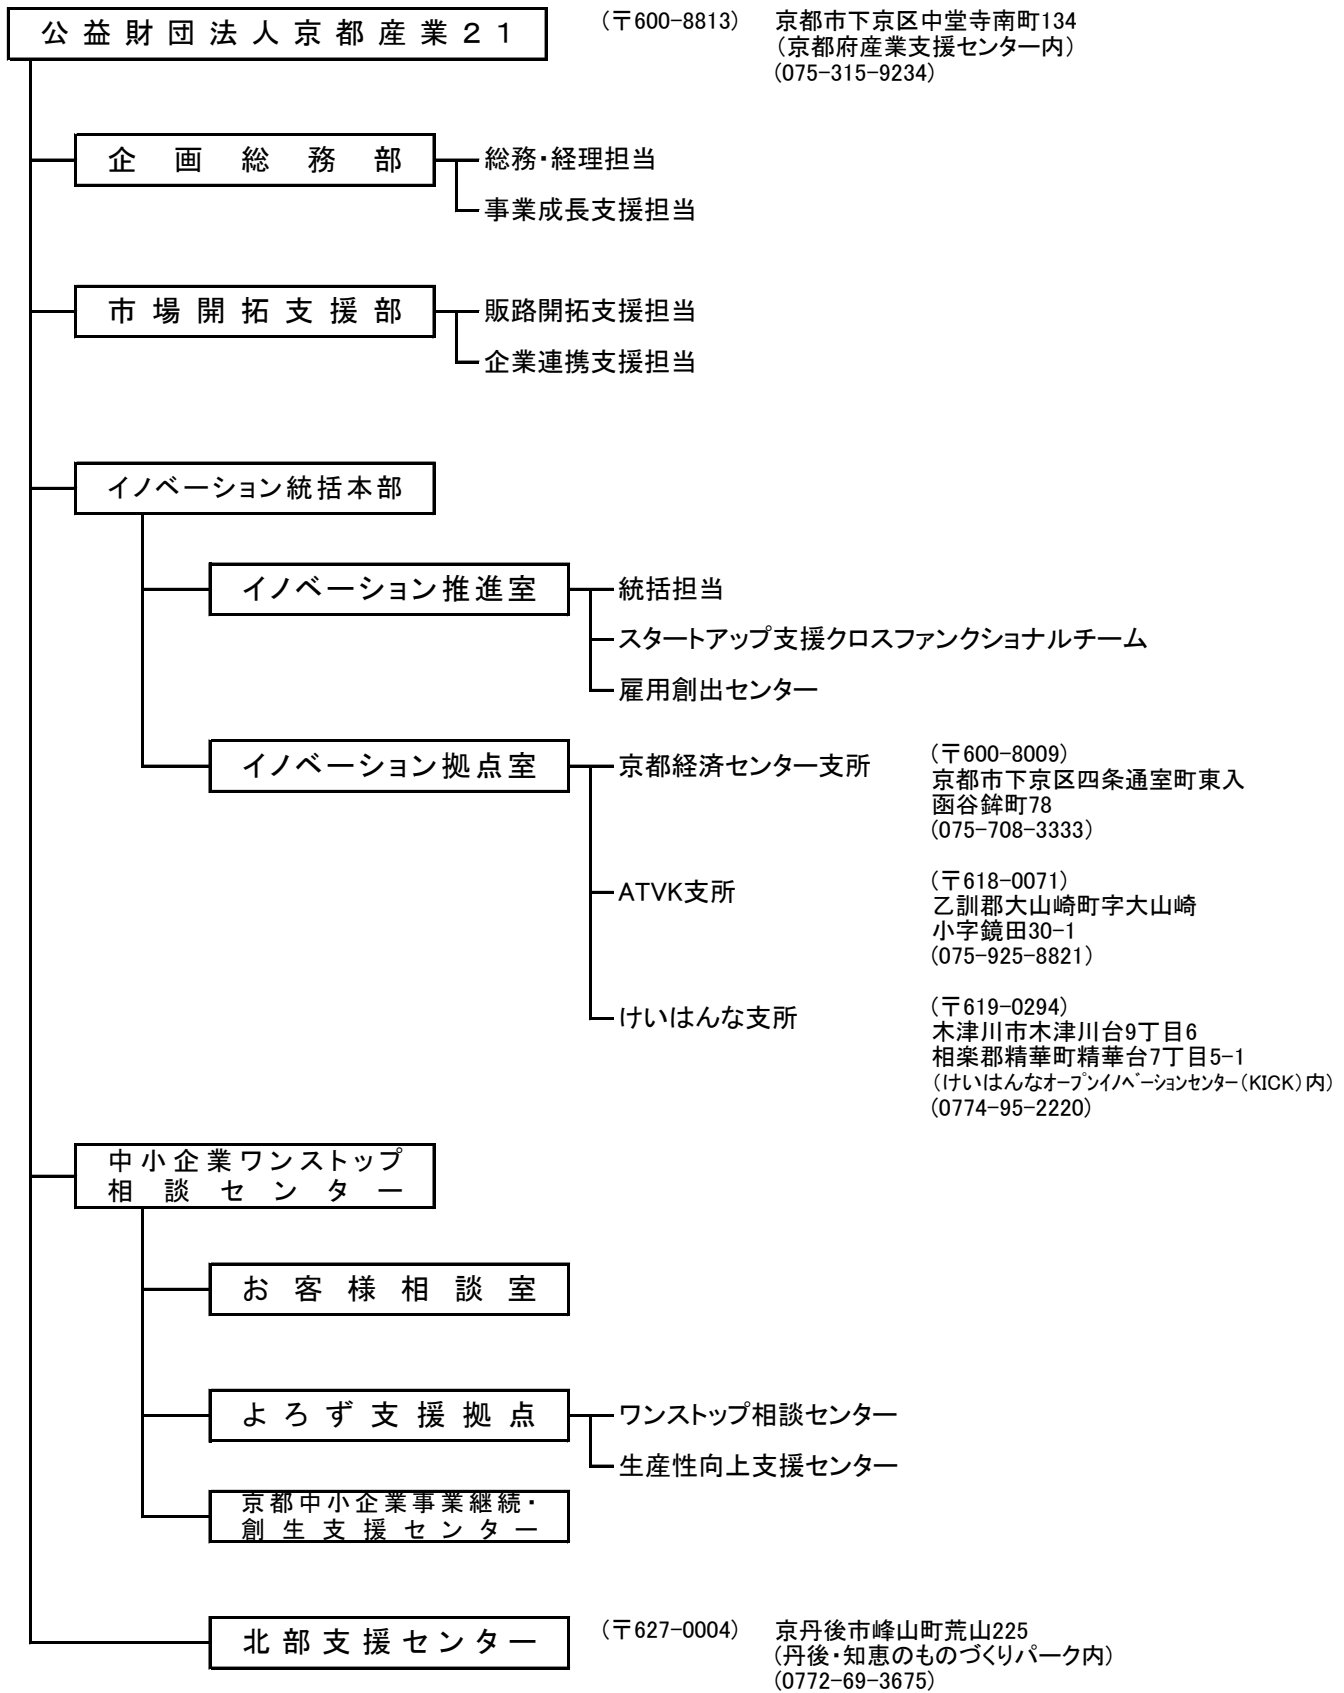 公益財団法人京都産業２１
(〒600-8813) 京都市下京区中堂寺南町134
(京都府産業支援センター内)
(075-315-9234)
企画総務部
総務・経理担当
事業成長支援担当
市場開拓支援部
販路開拓支援担当
企業連携支援担当
イノベーション統括本部
イノベーション推進室
統括担当
スタートアップ支援クロスファンクショナルチーム
雇用創出センター
イノベーション拠点室
京都経済センター支所
(〒600-8009)
京都市下京区四条通室町東入
函谷鉾町78
(075-708-3333)
ATVK支所
(〒618-0071)
乙訓郡大山崎町字大山崎
小字鏡田30-1
(075-925-8821)
けいはんな支所
(〒619-0294)
木津川市木津川台9丁目6
相楽郡精華町精華台7丁目5-1
(けいはんなｵｰﾌﾟﾝｲﾉﾍﾞｰｼｮﾝｾﾝﾀｰ(KICK)内)
(0774-95-2220)
中小企業ワンストップ
相談センター
お客様相談室
よろず支援拠点
ワンストップ相談センター
生産性向上支援センター
京都中小企業事業継続・
創生支援センター
北部支援センター
(〒627-0004) 京丹後市峰山町荒山225
(丹後・知恵のものづくりパーク内)
(0772-69-3675)